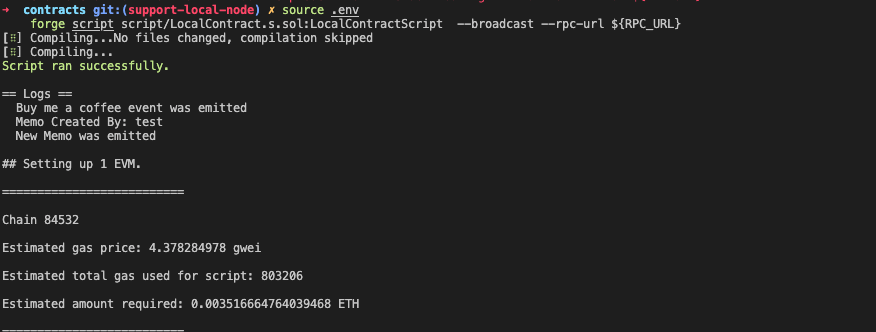 → contracts git:(support-local-node) ✗ source .env
forge script script/LocalContract.s.sol:LocalContractScript --broadcast --rpc-url ${RPC_URL}
[⠿] Compiling...No files changed, compilation skipped
[⠿] Compiling...
Script ran successfully.
== Logs ==
Buy me a coffee event was emitted
Memo Created By: test
New Memo was emitted
## Setting up 1 EVM.
==========================
Chain 84532
Estimated gas price: 4.378284978 gwei
Estimated total gas used for script: 803206
Estimated amount required: 0.003516664764039468 ETH
==========================